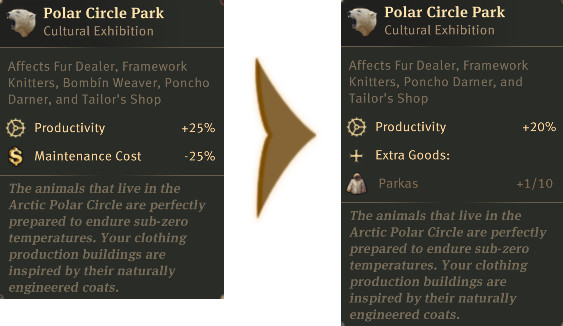 Polar Circle Park
Cultural Exhibition
Affects Fur Dealer, Framework
Knitters, Bombín Weaver, Poncho
Darner, and Tailor's Shop
Productivity +25%
Maintenance Cost -25%
The animals that live in the
Arctic Polar Circle are perfectly
prepared to endure sub-zero
temperatures. Your clothing
production buildings are
inspired by their naturally
engineered coats.
Polar Circle Park
Cultural Exhibition
Affects Fur Dealer, Framework
Knitters, Poncho Darner, and
Tailor's Shop
Productivity +20%
Extra Goods:
Parkas +1/10
The animals that live in the
Arctic Polar Circle are perfectly
prepared to endure sub-zero
temperatures. Your clothing
production buildings are
inspired by their naturally
engineered coats.